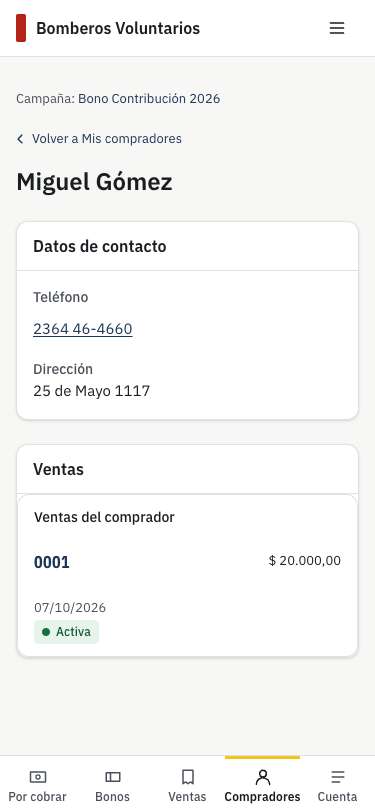 Bomberos Voluntarios
Campaña: Bono Contribución 2026
Volver a Mis compradores
Miguel Gómez
Datos de contacto
Teléfono
2364 46-4660
Dirección
25 de Mayo 1117
Ventas
Ventas del comprador
0001
$ 20.000,00
07/10/2026
Activa
Por cobrar
Bonos
Ventas
Compradores
Cuenta